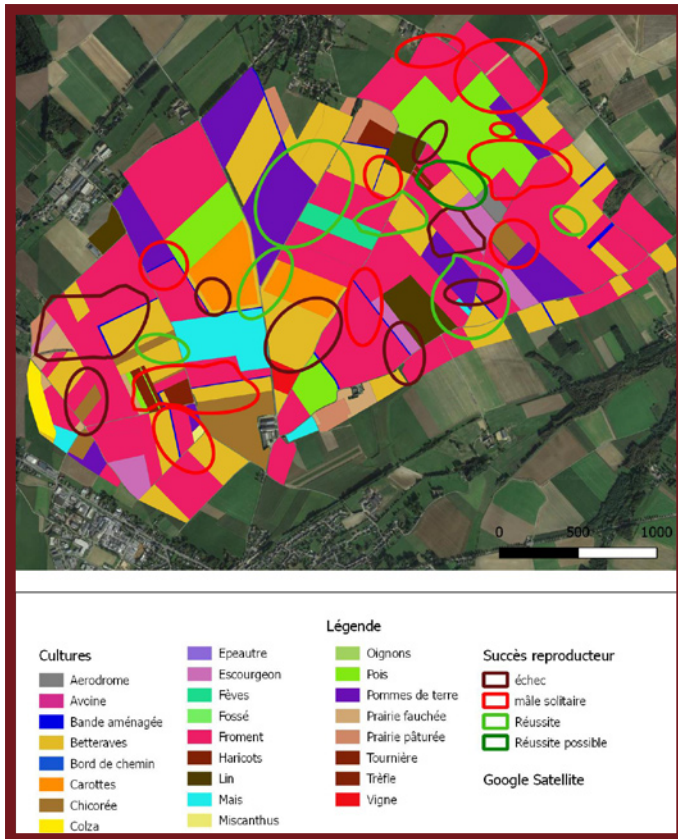 0 500 1000
Légende
Cultures
Aerodrome
Avoine
Bande aménagée
Betteraves
Bord de chemin
Carottes
Chicorée
Colza
Epeautre
Escourgeon
Fèves
Fossé
Froment
Haricots
Lin
Mais
Miscanthus
Oignons
Pois
Pommes de terre
Prairie fauchée
Prairie pâturée
Tournière
Trèfle
Vigne
Succès reproducteur
échec
mâle solitaire
Réussite
Réussite possible
Google Satellite